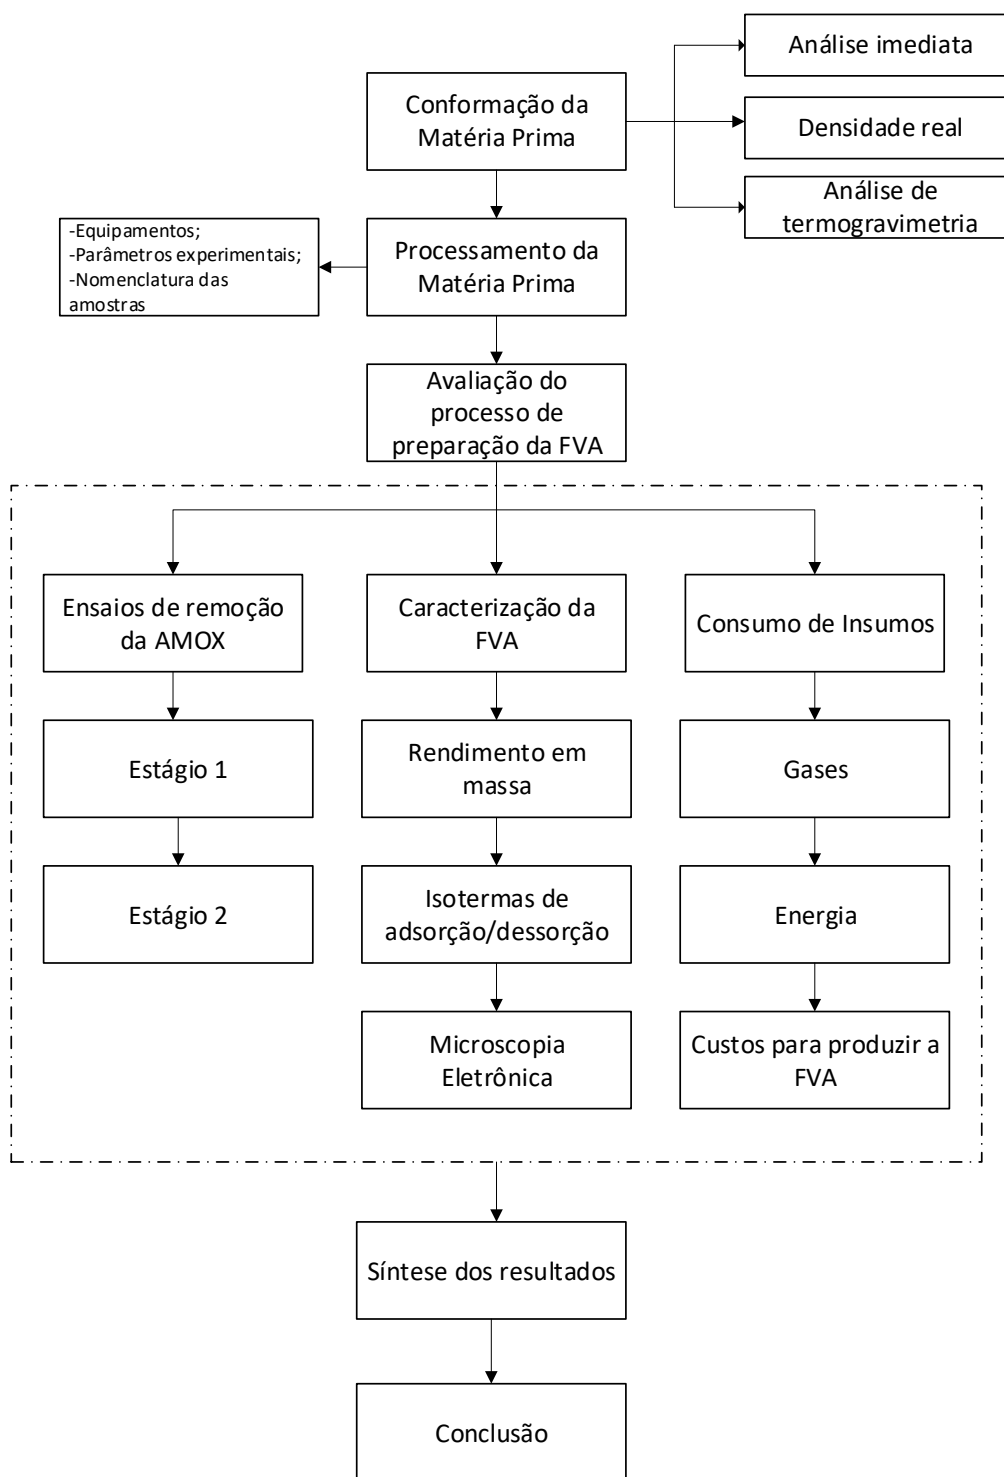 Análise imediata
Conformação da
Matéria Prima
Densidade real
Análise de
termogravimetria
-Equipamentos;
-Parâmetros experimentais;
-Nomenclatura das
amostras
Processamento da
Matéria Prima
Avaliação do
processo de
preparação da FVA
Ensaios de remoção
da AMOX
Caracterização da
FVA
Consumo de Insumos
Estágio 1
Rendimento em
massa
Gases
Estágio 2
Isotermas de
adsorção/dessorção
Energia
Microscopia
Eletrônica
Custos para produzir a
FVA
Síntese dos resultados
Conclusão